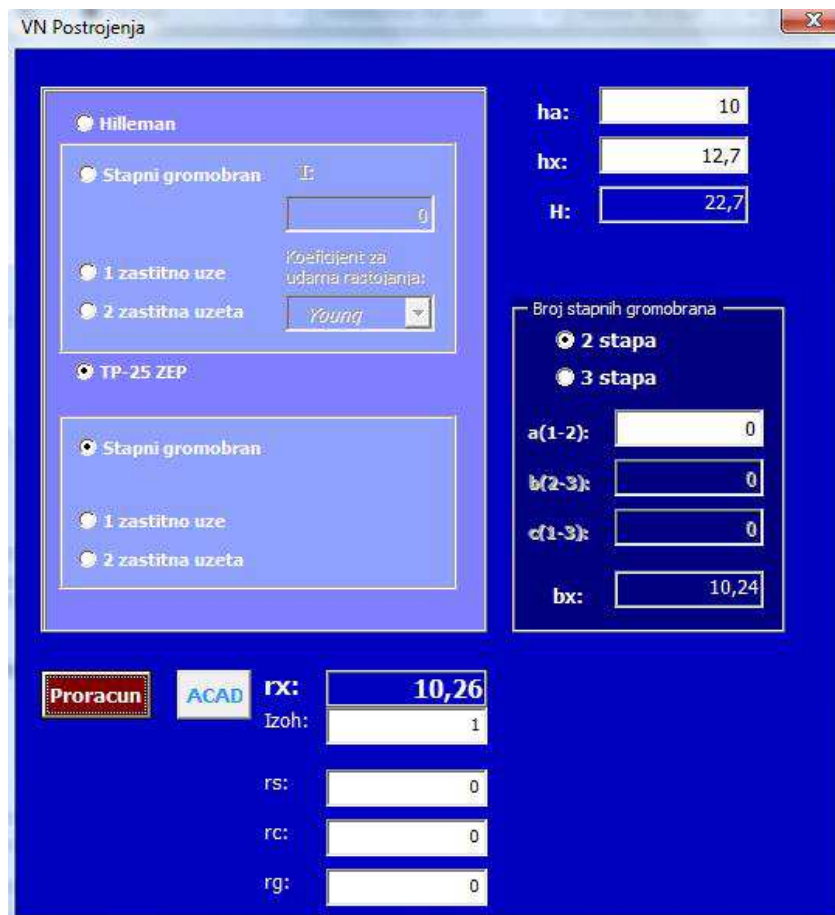 VN Postrojenja
Hilleman
Stapni gromobran
I:
0
1 zastitno uze
Koeficijent za
udarna rastojanja:
2 zastitna uzeta
Young
TP-25 ZEP
Stapni gromobran
1 zastitno uze
2 zastitna uzeta
ha:
10
hx:
12,7
H:
22,7
Broj stapnih gromobrana
2 stapa
3 stapa
a(1-2):
0
b(2-3):
0
c(1-3):
0
bx:
10,24
Proracun
ACAD
rx:
10,26
Izoh:
1
rs:
0
rc:
0
rg:
0